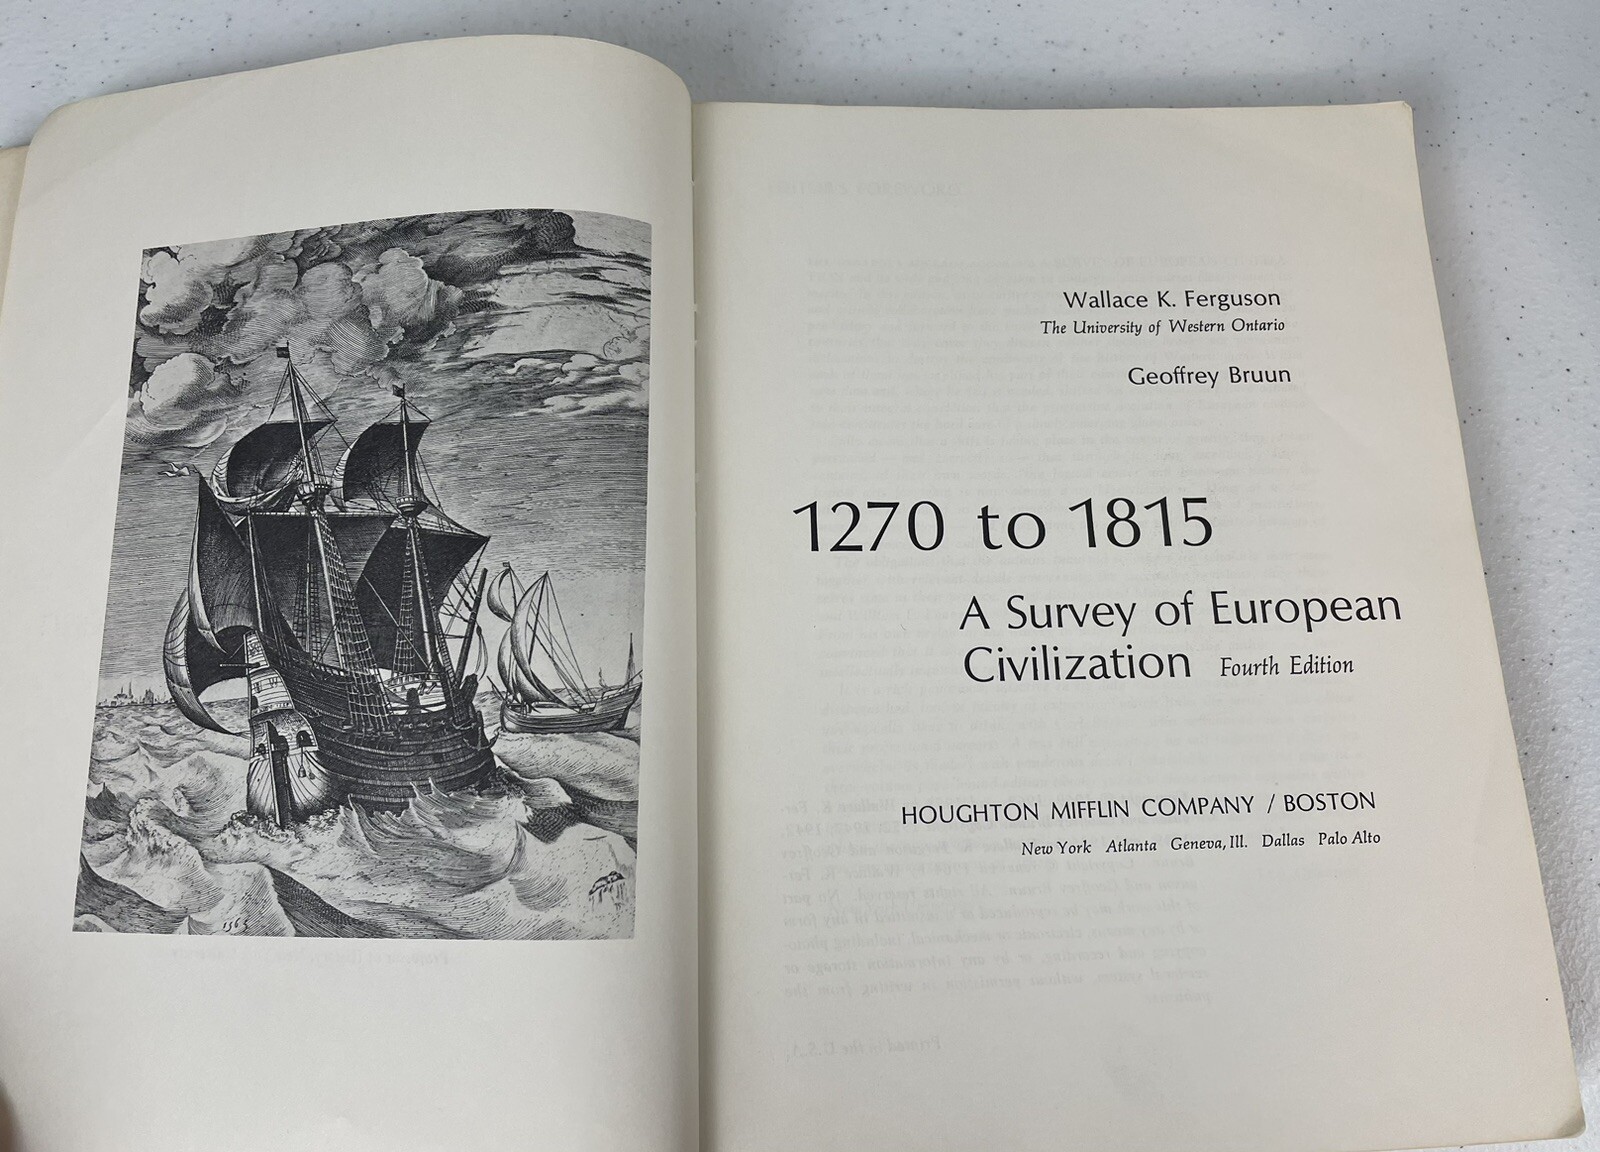 1565
Wallace K. Ferguson
The University of Western Ontario
Geoffrey Bruun
1270 to 1815
A Survey of European
Civilization Fourth Edition
HOUGHTON MIFFLIN COMPANY / BOSTON
New York Atlanta Geneva, Ill. Dallas Palo Alto